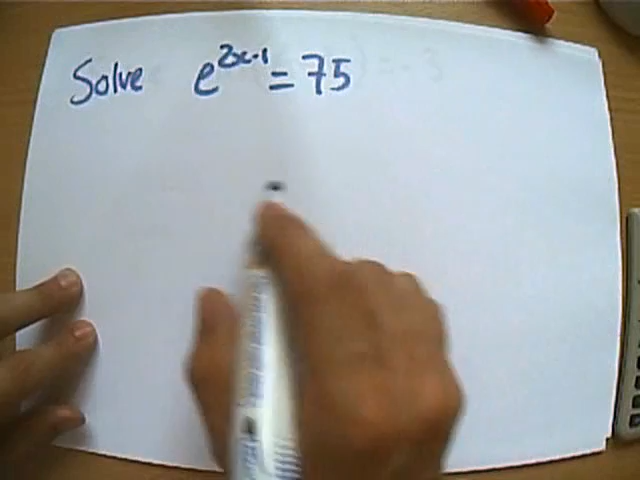 Solve e^{2x-1} = 75